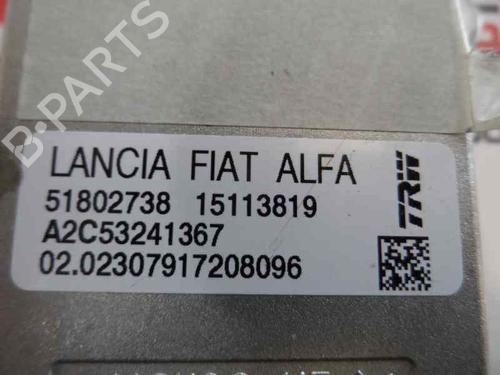 B-PARTS
LANCIA FIAT ALFA
51802738 15113819
A2C53241367
02.02307917208096
TRW